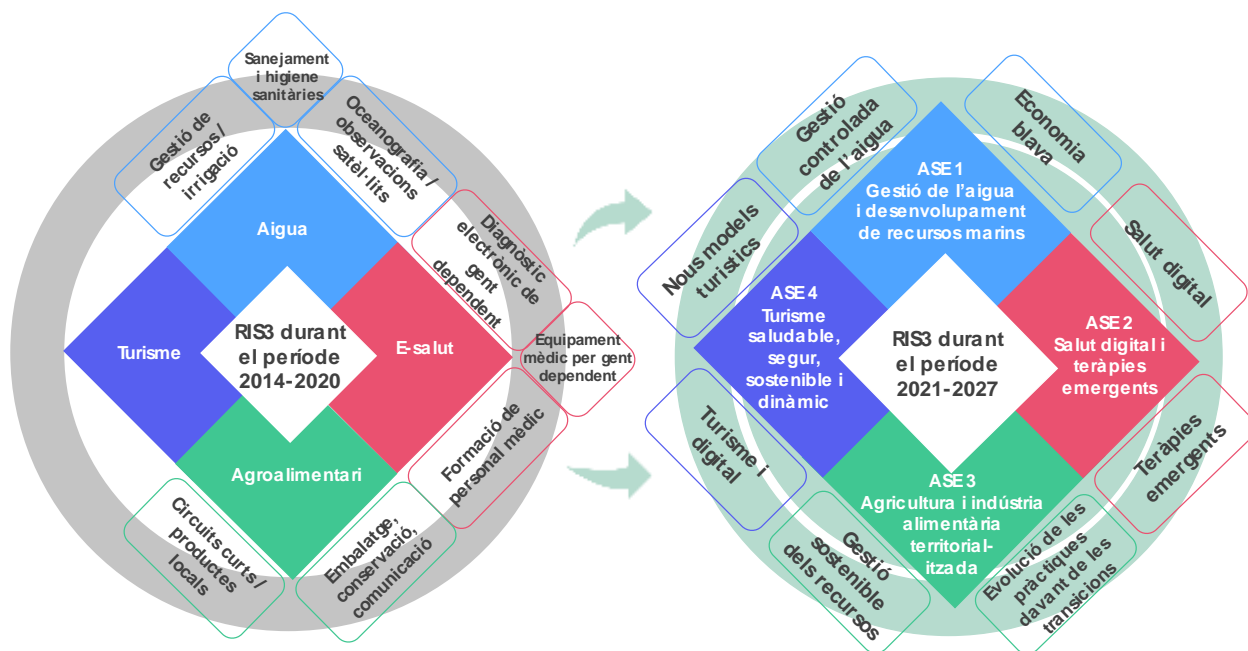 Sanejament
i higiene
sanitàries
Gestió de
recursos /
irrigació
Oceanografia /
observacions
satèl·lits
Diagnòstic
electrònic de
gent
dependent
Equipament
mèdic per gent
dependent
Formació de
personal mèdic
Embalatge,
conservació,
comunicació
Circuits curts /
productes
locals
Aigua
Turisme
RIS3 durant
el període
2014-2020
E-salut
Agroalimentari
Gestió
controlada
de l'aigua
Economia
blava
Salut digital
Teràpies
emergents
Evolució de les
pràctiques
davant de les
transicions
Gestió
sostenible
dels recursos
Turisme i
digital
Nous models
turístics
ASE 1
Gestió de l'aigua
i desenvolupament
de recursos marins
ASE 4
Turisme
saludable,
segur,
sostenible i
dinàmic
RIS3 durant
el període
2021-2027
ASE 2
Salut digital i
teràpies
emergents
ASE 3
Agricultura i indústria
alimentària
territorial-
itzada